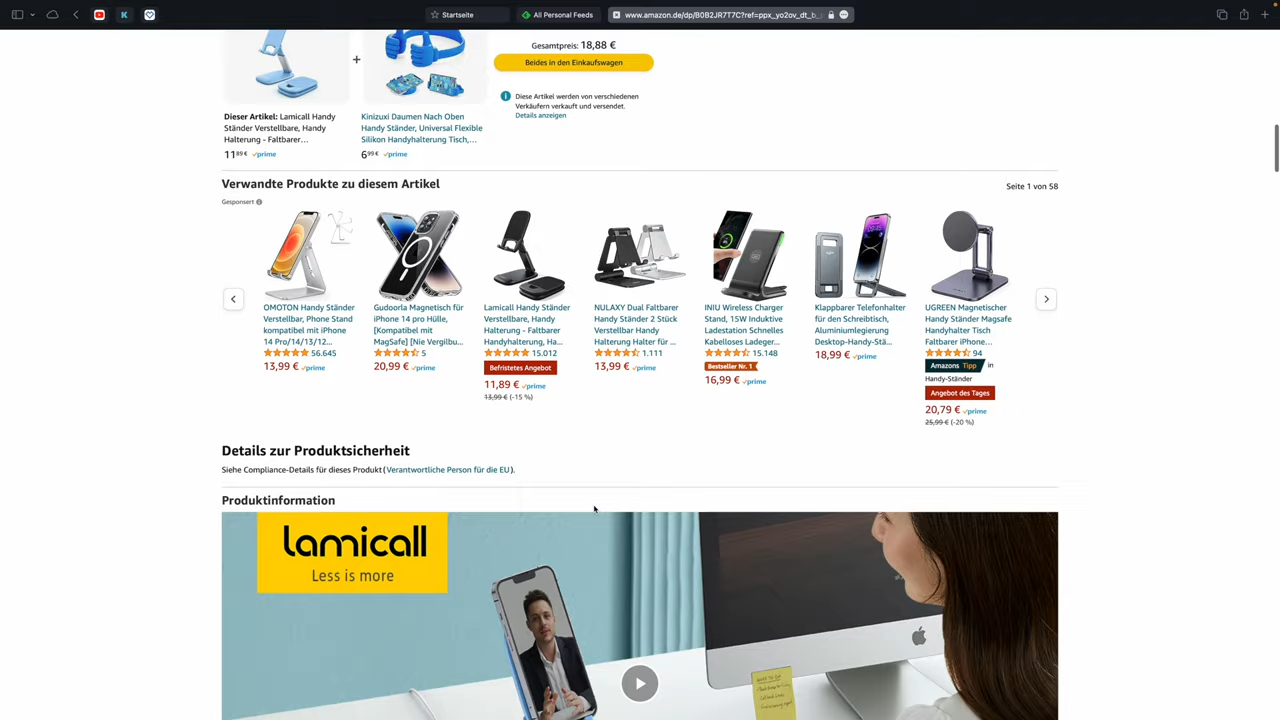 Startseite
All Personal Feeds
www.amazon.de/dp/B0B2JR7T7C?ref=ppx_yo2ov_dt_b_
Gesamtpreis: 18,88 €
Beides in den Einkaufswagen
Diese Artikel werden von verschiedenen
Verkäufern verkauft und versendet.
Details anzeigen
Dieser Artikel: Lamicall Handy
Ständer Verstellbare, Handy
Halterung - Faltbarer…
11 89 € prime
Kinizuxi Daumen Nach Oben
Handy Ständer, Universal Flexible
Silikon Handyhalterung Tisch,…
6 99 € prime
Verwandte Produkte zu diesem Artikel
Seite 1 von 58
Gesponsert
OMOTON Handy Ständer
Verstellbar, Phone Stand
kompatibel mit iPhone
14 Pro/14/13/12…
56.645
13,99 € prime
Gudoorla Magnetisch für
iPhone 14 pro Hülle,
[Kompatibel mit
MagSafe] [Nie Vergilbu…
5
20,99 € prime
Lamicall Handy Ständer
Verstellbare, Handy
Halterung - Faltbarer
Handyhalterung, Ha…
15.012
Befristetes Angebot
11,89 € prime
13,99 € (-15 %)
NULAXY Dual Faltbarer
Handy Ständer 2 Stück
Verstellbar Handy
Halterung Halter für …
1.111
13,99 € prime
INIU Wireless Charger
Stand, 15W Induktive
Ladestation Schnelles
Kabelloses Ladeger…
15.148
Bestseller Nr. 1
16,99 € prime
Klappbarer Telefonhalter
für den Schreibtisch,
Aluminiumlegierung
Desktop-Handy-Stä…
18,99 € prime
UGREEN Magnetischer
Handy Ständer Magsafe
Handyhalter Tisch
Faltbarer iPhone…
94
Amazons Tipp in
Handy-Ständer
Angebot des Tages
20,79 € prime
25,99 € (-20 %)
Details zur Produktsicherheit
Siehe Compliance-Details für dieses Produkt (Verantwortliche Person für die EU).
Produktinformation
lamicall
Less is more